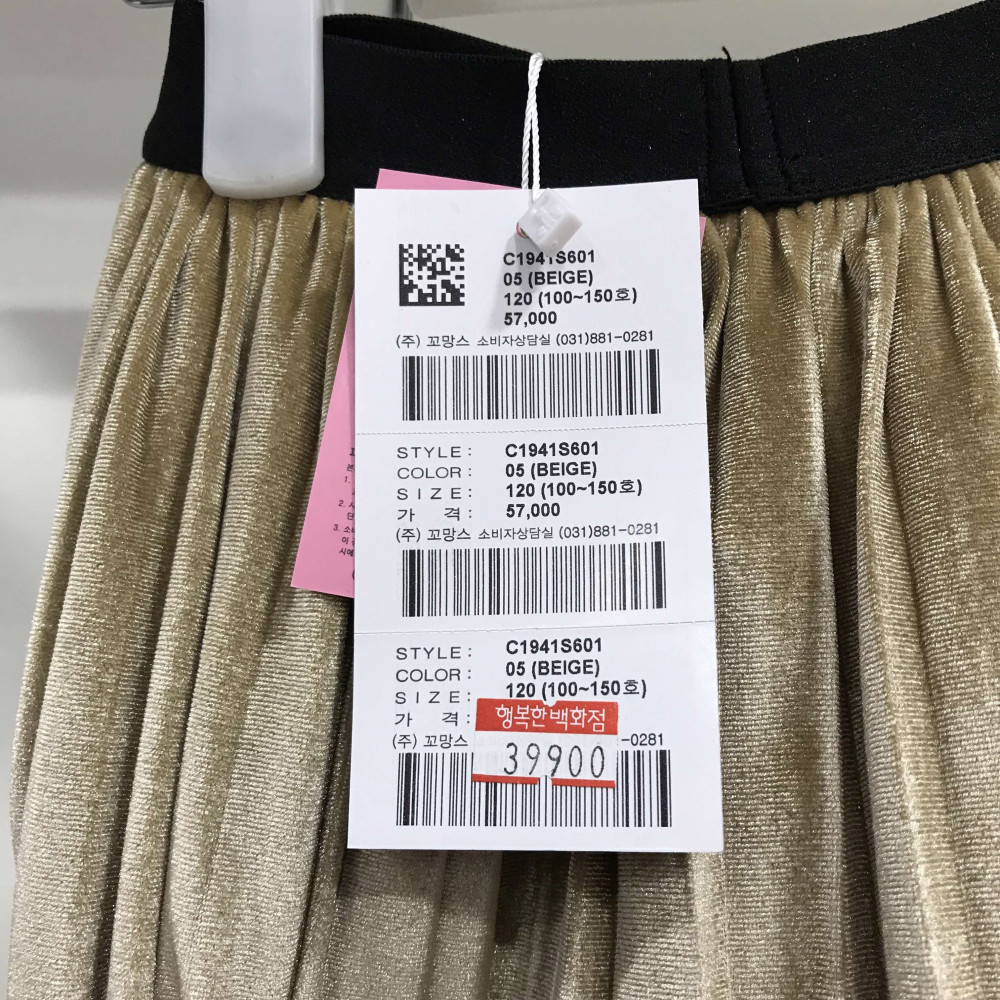 C1941S601
05 (BEIGE)
120 (100~150호)
57,000
(주) 꼬망스 소비자상담실 (031)881-0281
STYLE: C1941S601
COLOR: 05 (BEIGE)
SIZE: 120 (100~150호)
가 격: 57,000
(주) 꼬망스 소비자상담실 (031)881-0281
STYLE: C1941S601
COLOR: 05 (BEIGE)
SIZE: 120 (100~150호)
가 격: 행복한백화점
(주) 꼬망스 -0281
39900
1.
2.
3.